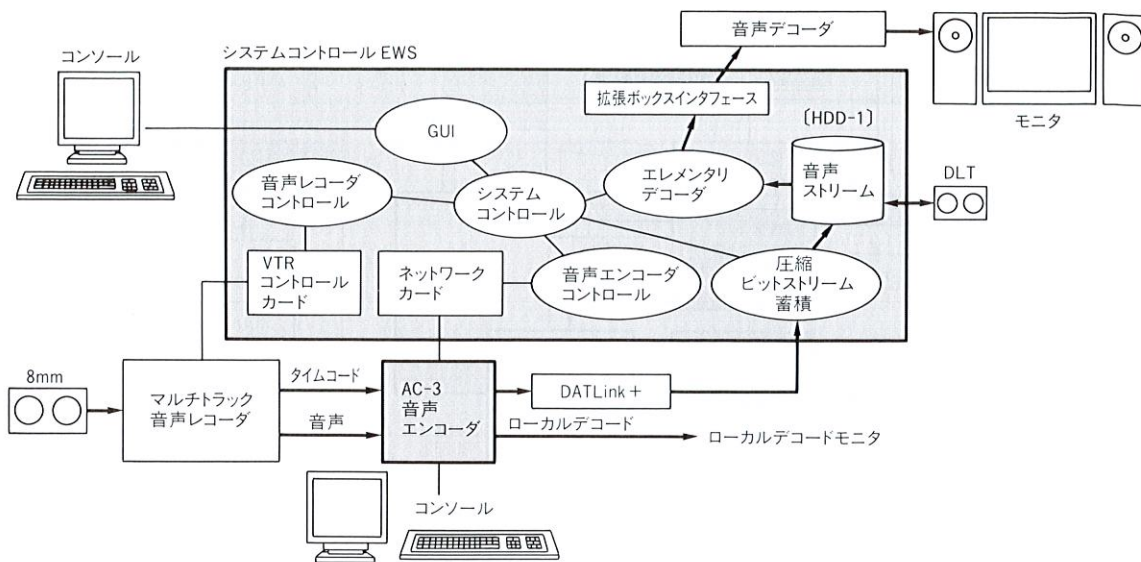 音声デコーダ
コンソール
システムコントロール EWS
拡張ボックスインタフェース
モニタ
〔HDD-1〕
GUI
音声
ストリーム
DLT
エレメンタリ
デコーダ
音声レコーダ
コントロール
システム
コントロール
VTR
コントロール
カード
ネットワーク
カード
音声エンコーダ
コントロール
圧縮
ビットストリーム
蓄積
8mm
マルチトラック
音声レコーダ
タイムコード
音声
AC-3
音声
エンコーダ
DATLink +
ローカルデコード
ローカルデコードモニタ
コンソール